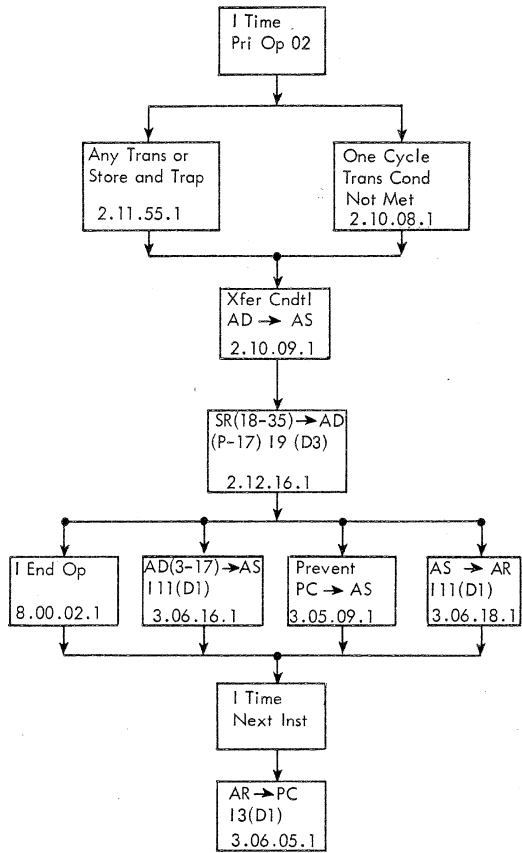 I Time
Pri Op 02
Any Trans or
Store and Trap
2.11.55.1
One Cycle
Trans Cond
Not Met
2.10.08.1
Xfer Cndtl
AD → AS
2.10.09.1
SR(18-35)→AD
(P-17) I9 (D3)
2.12.16.1
I End Op
8.00.02.1
AD(3-17)→AS
I11(D1)
3.06.16.1
Prevent
PC → AS
3.05.09.1
AS → AR
I11(D1)
3.06.18.1
I Time
Next Inst
AR→PC
I3(D1)
3.06.05.1